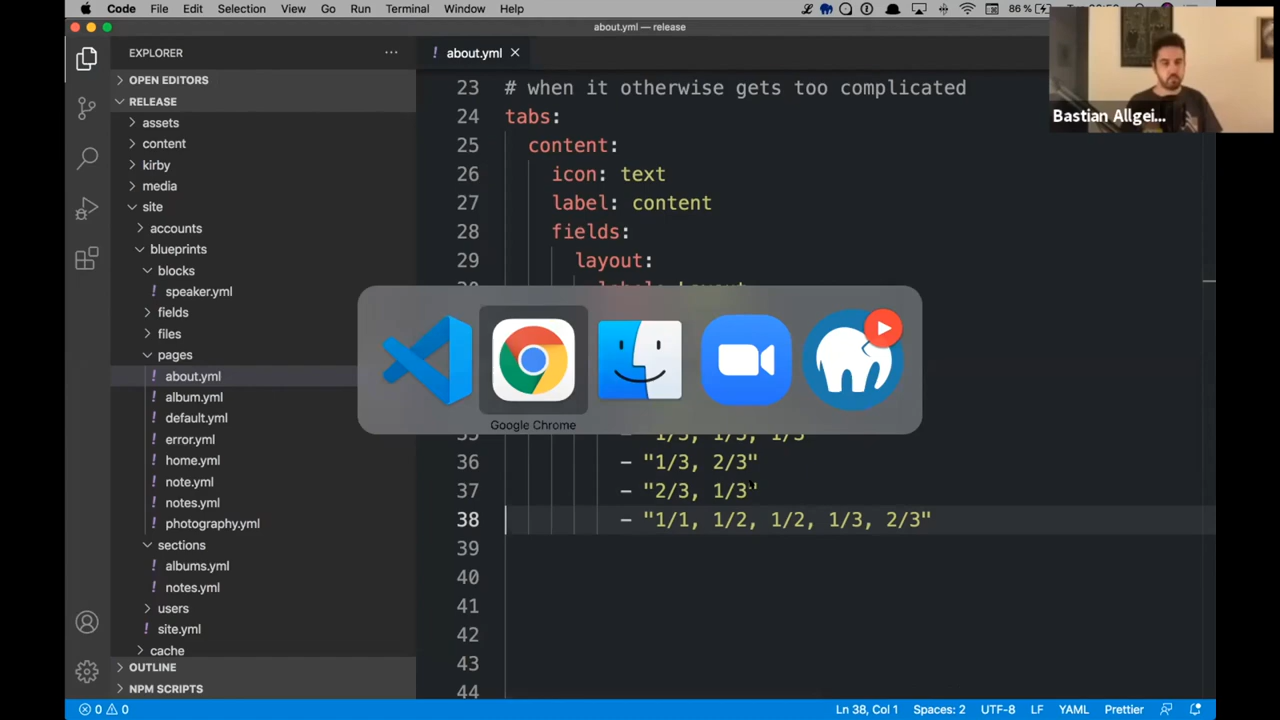 Code File Edit Selection View Go Run Terminal Window Help 86 %
about.yml — release
EXPLORER
OPEN EDITORS
RELEASE
assets
content
kirby
media
site
accounts
blueprints
blocks
! speaker.yml
fields
files
pages
! about.yml
! album.yml
! default.yml
! error.yml
! home.yml
! note.yml
! notes.yml
! photography.yml
sections
! albums.yml
! notes.yml
users
! site.yml
cache
OUTLINE
NPM SCRIPTS
! about.yml
23 # when it otherwise gets too complicated
24 tabs:
25 content:
26 icon: text
27 label: content
28 fields:
29 layout:
Google Chrome
- "1/3, 1/3, 1/3"
36 - "1/3, 2/3"
37 - "2/3, 1/3"
38 - "1/1, 1/2, 1/2, 1/3, 2/3"
39
40
41
42
43
44
Bastian Allgei...
0 0 Ln 38, Col 1 Spaces: 2 UTF-8 LF YAML Prettier